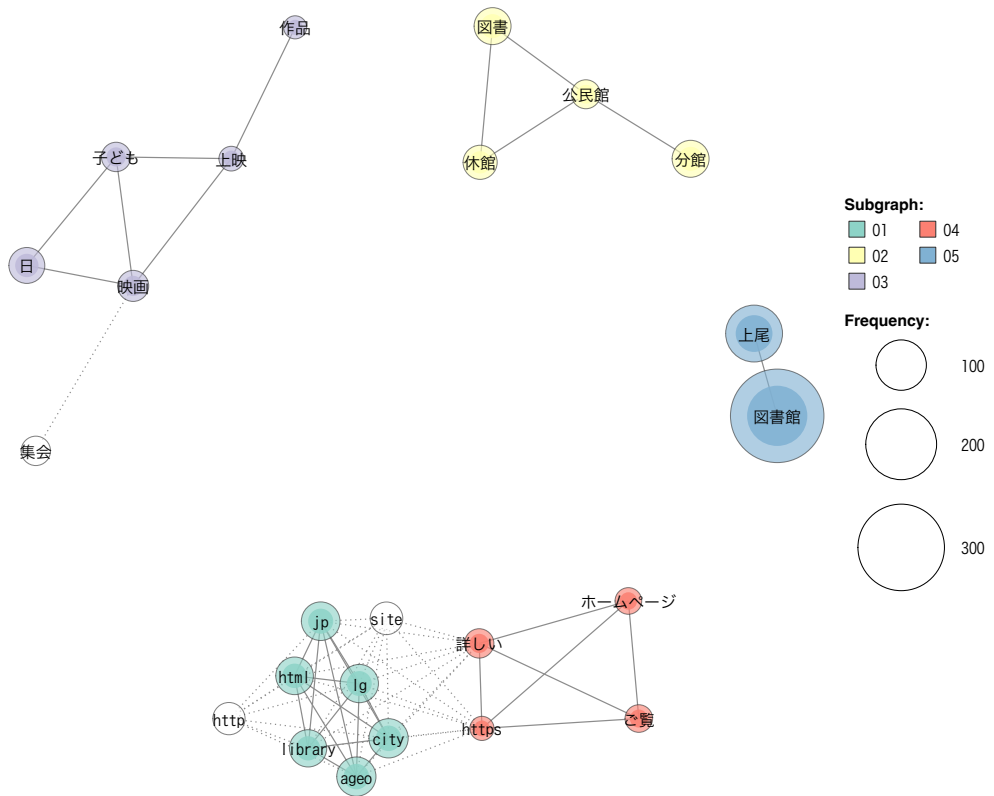 作品
図書
公民館
子ども
上映
休館
分館
Subgraph:
01
04
02
05
03
日
映画
Frequency:
上尾
100
図書館
200
集会
300
ホームページ
jp
site
詳しい
html
lg
http
https
ご覧
library
city
ageo